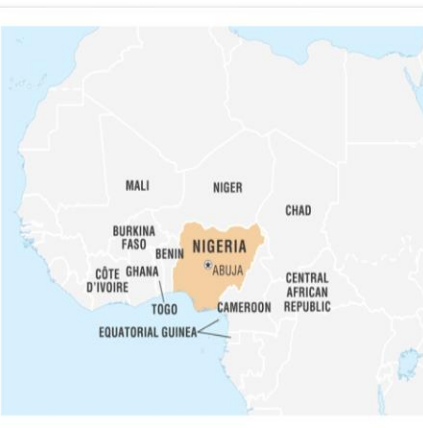 MALI
NIGER
CHAD
BURKINA
FASO
BENIN
NIGERIA
ABUJA
CÔTE
D'IVOIRE
GHANA
TOGO
CAMEROON
CENTRAL
AFRICAN
REPUBLIC
EQUATORIAL GUINEA